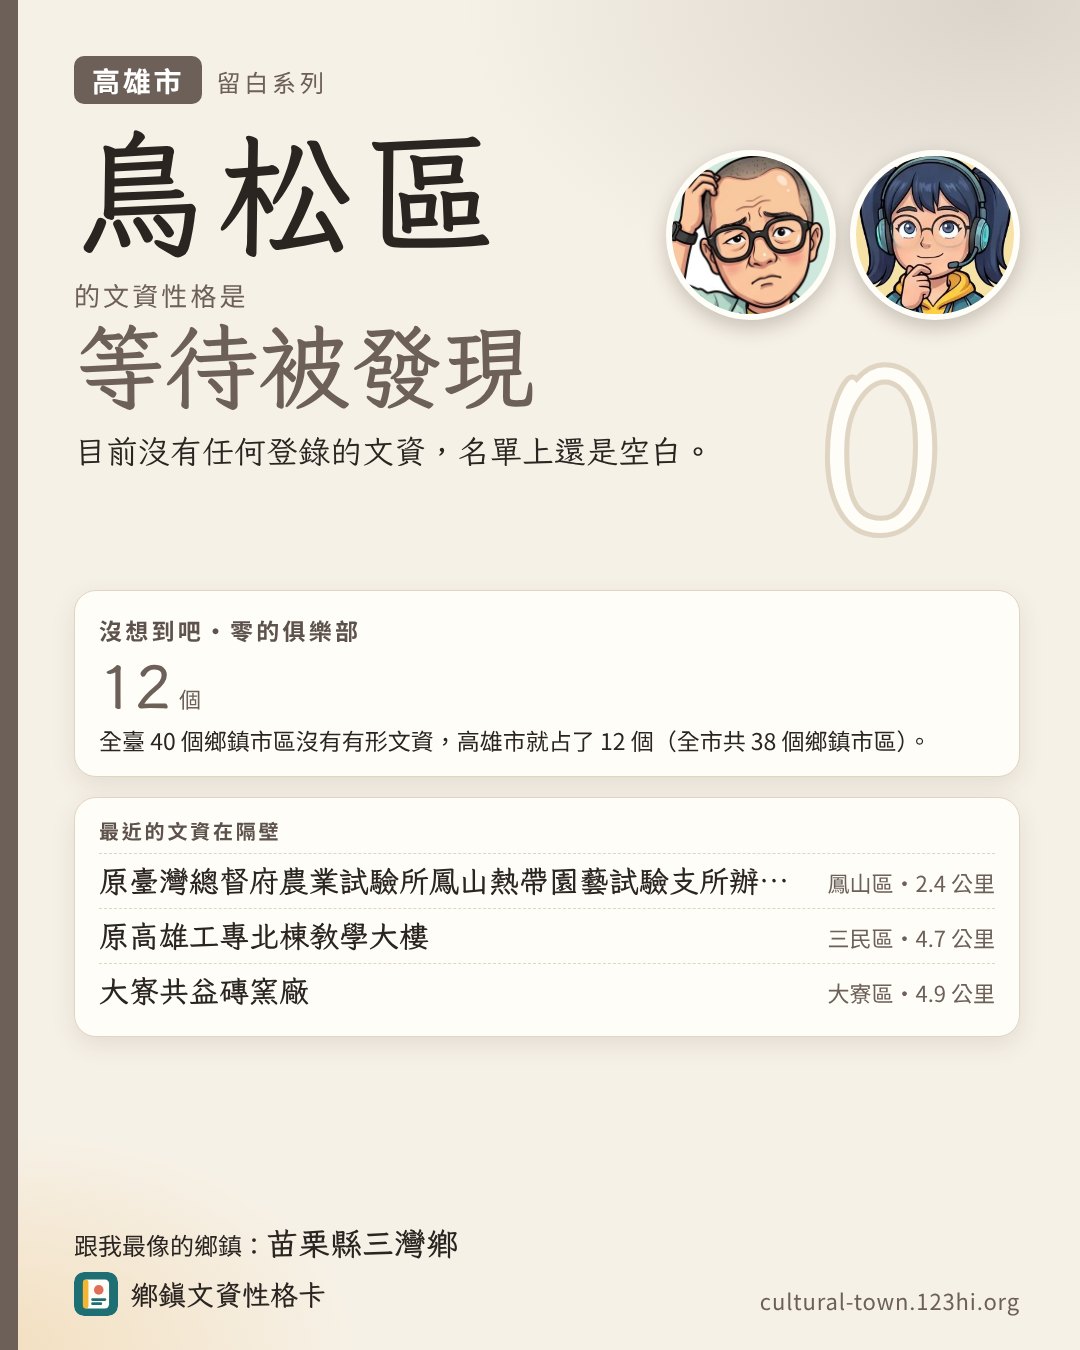 高雄市 留白系列
鳥松區
的文資性格是
等待被發現
目前沒有任何登錄的文資，名單上還是空白。
0
沒想到吧・零的俱樂部
12 個
全臺 40 個鄉鎮市區沒有有形文資，高雄市就占了 12 個（全市共 38 個鄉鎮市區）。
最近的文資在隔壁
原臺灣總督府農業試驗所鳳山熱帶園藝試驗支所辦⋯ 鳳山區・2.4 公里
原高雄工專北棟教學大樓 三民區・4.7 公里
大寮共益磚窯廠 大寮區・4.9 公里
跟我最像的鄉鎮：苗栗縣三灣鄉
鄉鎮文資性格卡
cultural-town.123hi.org